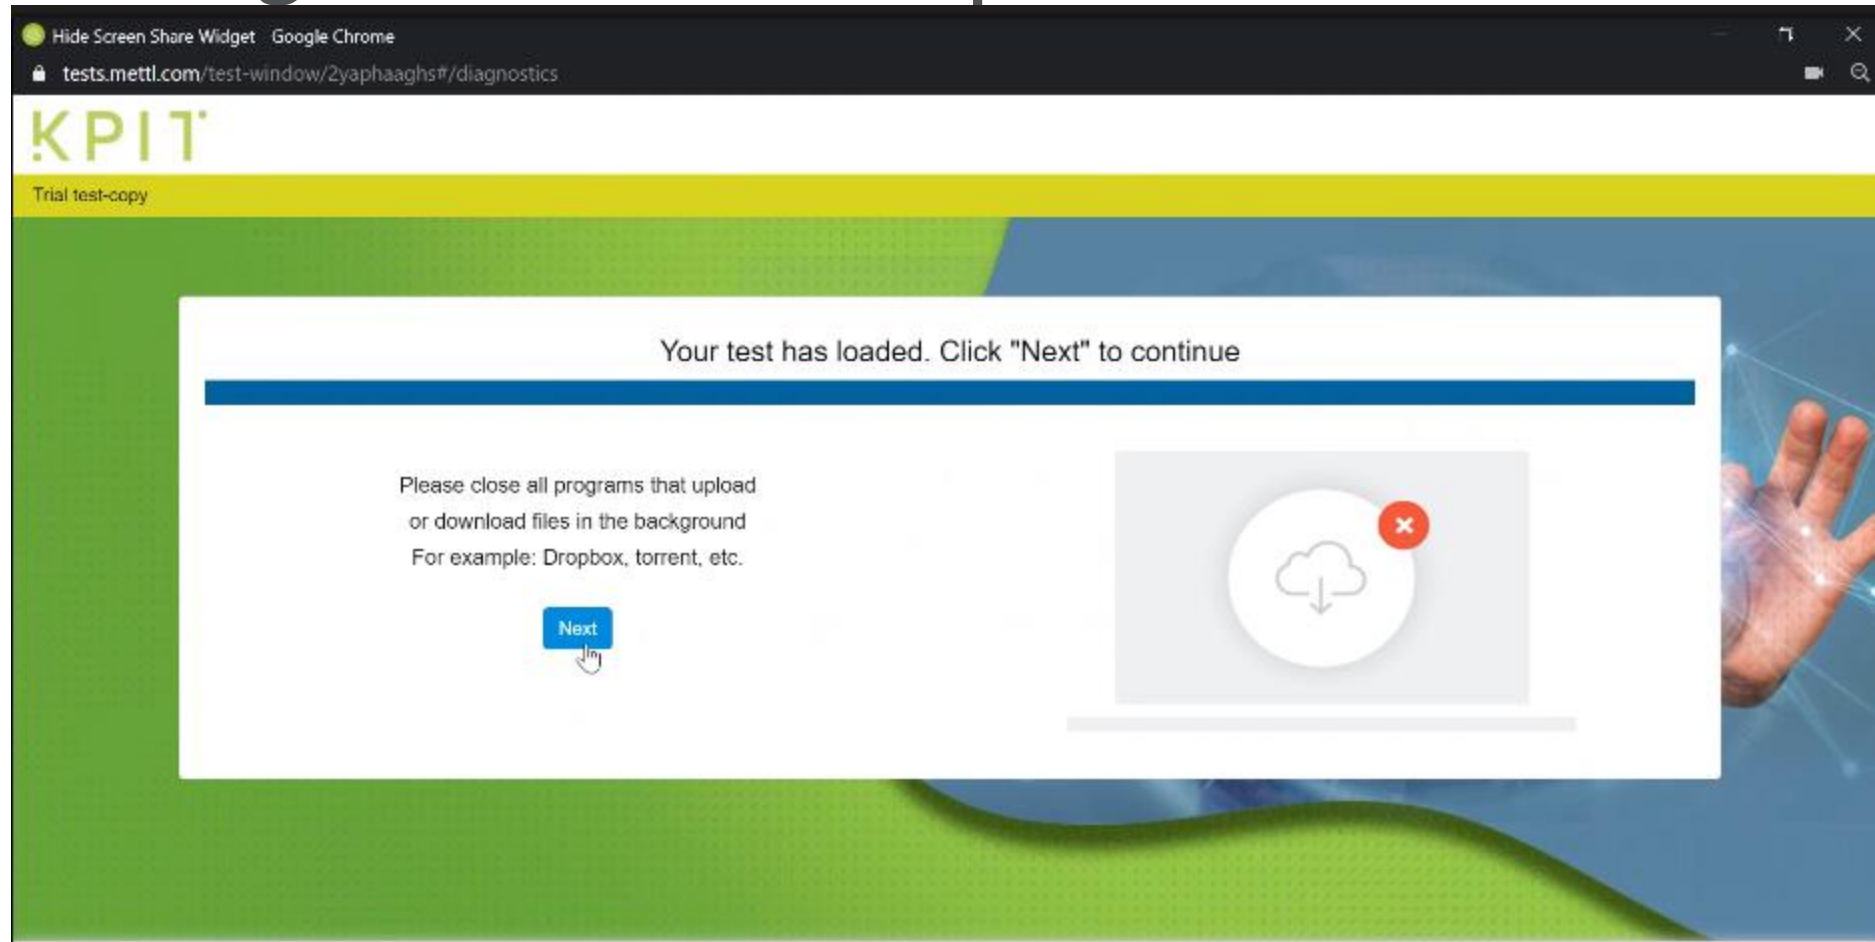 Hide Screen Share Widget Google Chrome
tests.mettl.com/test-window/2yaphaaghs#/diagnostics
KPIT
Trial test-copy
Your test has loaded. Click "Next" to continue
Please close all programs that upload
or download files in the background
For example: Dropbox, torrent, etc.
Next